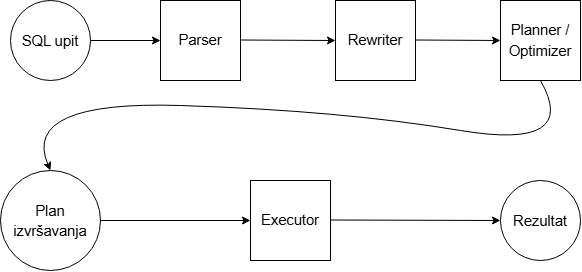 SQL upit
Parser
Rewriter
Planner /
Optimizer
Plan
izvršavanja
Executor
Rezultat